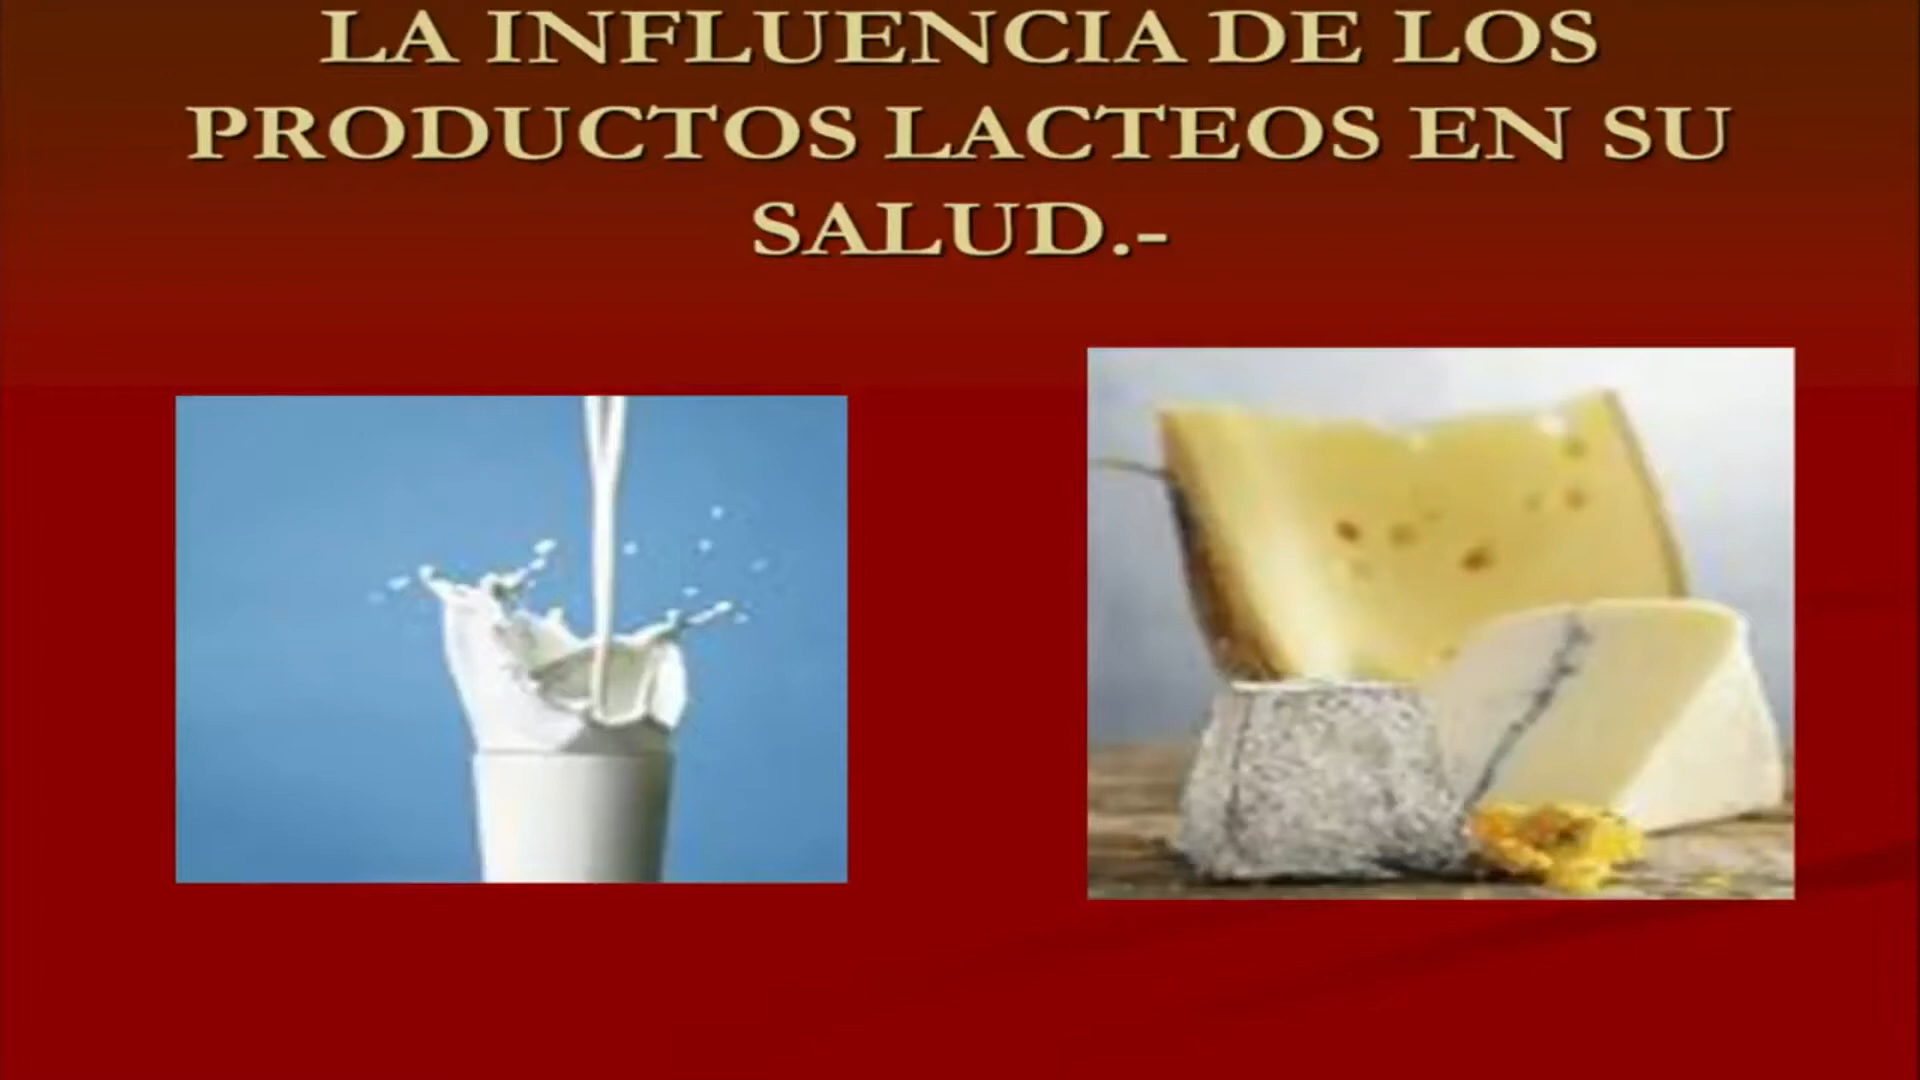 LA INFLUENCIA DE LOS
PRODUCTOS LACTEOS EN SU
SALUD.-